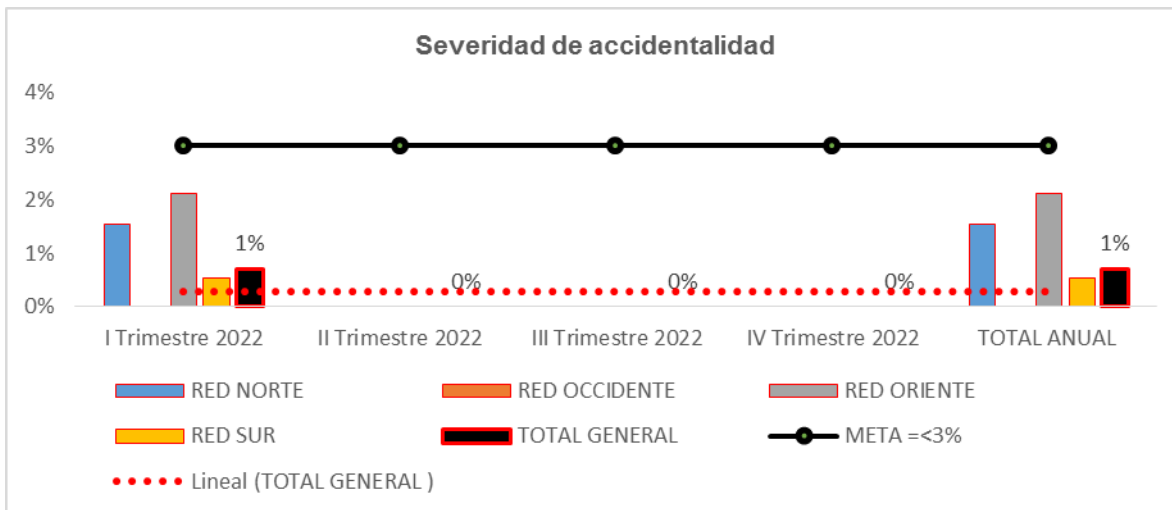 Severidad de accidentalidad
4%
3%
2%
1%
0%
1%
0%
0%
0%
1%
I Trimestre 2022
II Trimestre 2022
III Trimestre 2022
IV Trimestre 2022
TOTAL ANUAL
RED NORTE
RED OCCIDENTE
RED ORIENTE
RED SUR
TOTAL GENERAL
META =<3%
Lineal (TOTAL GENERAL )